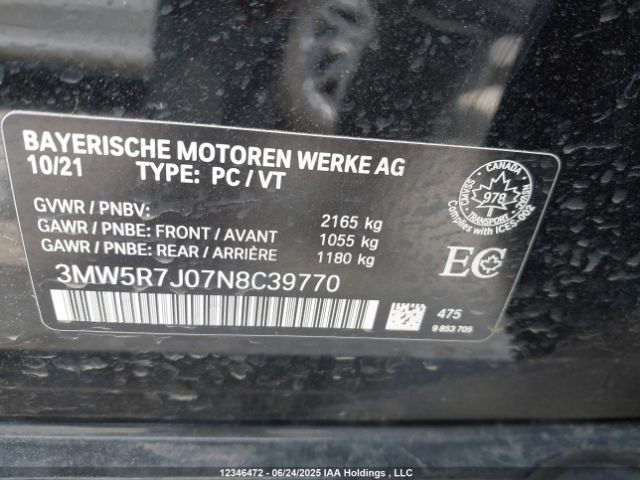 BAYERISCHE MOTOREN WERKE AG
10/21 TYPE: PC / VT
GVWR / PNBV: 2165 kg
GAWR / PNBE: FRONT / AVANT 1055 kg
GAWR / PNBE: REAR / ARRIÈRE 1180 kg
3MW5R7J07N8C39770
CANADA
978
TRANSPORT
Complies with ICES-002
EC
475
9 853 705
12346472 - 06/24/2025 IAA Holdings , LLC